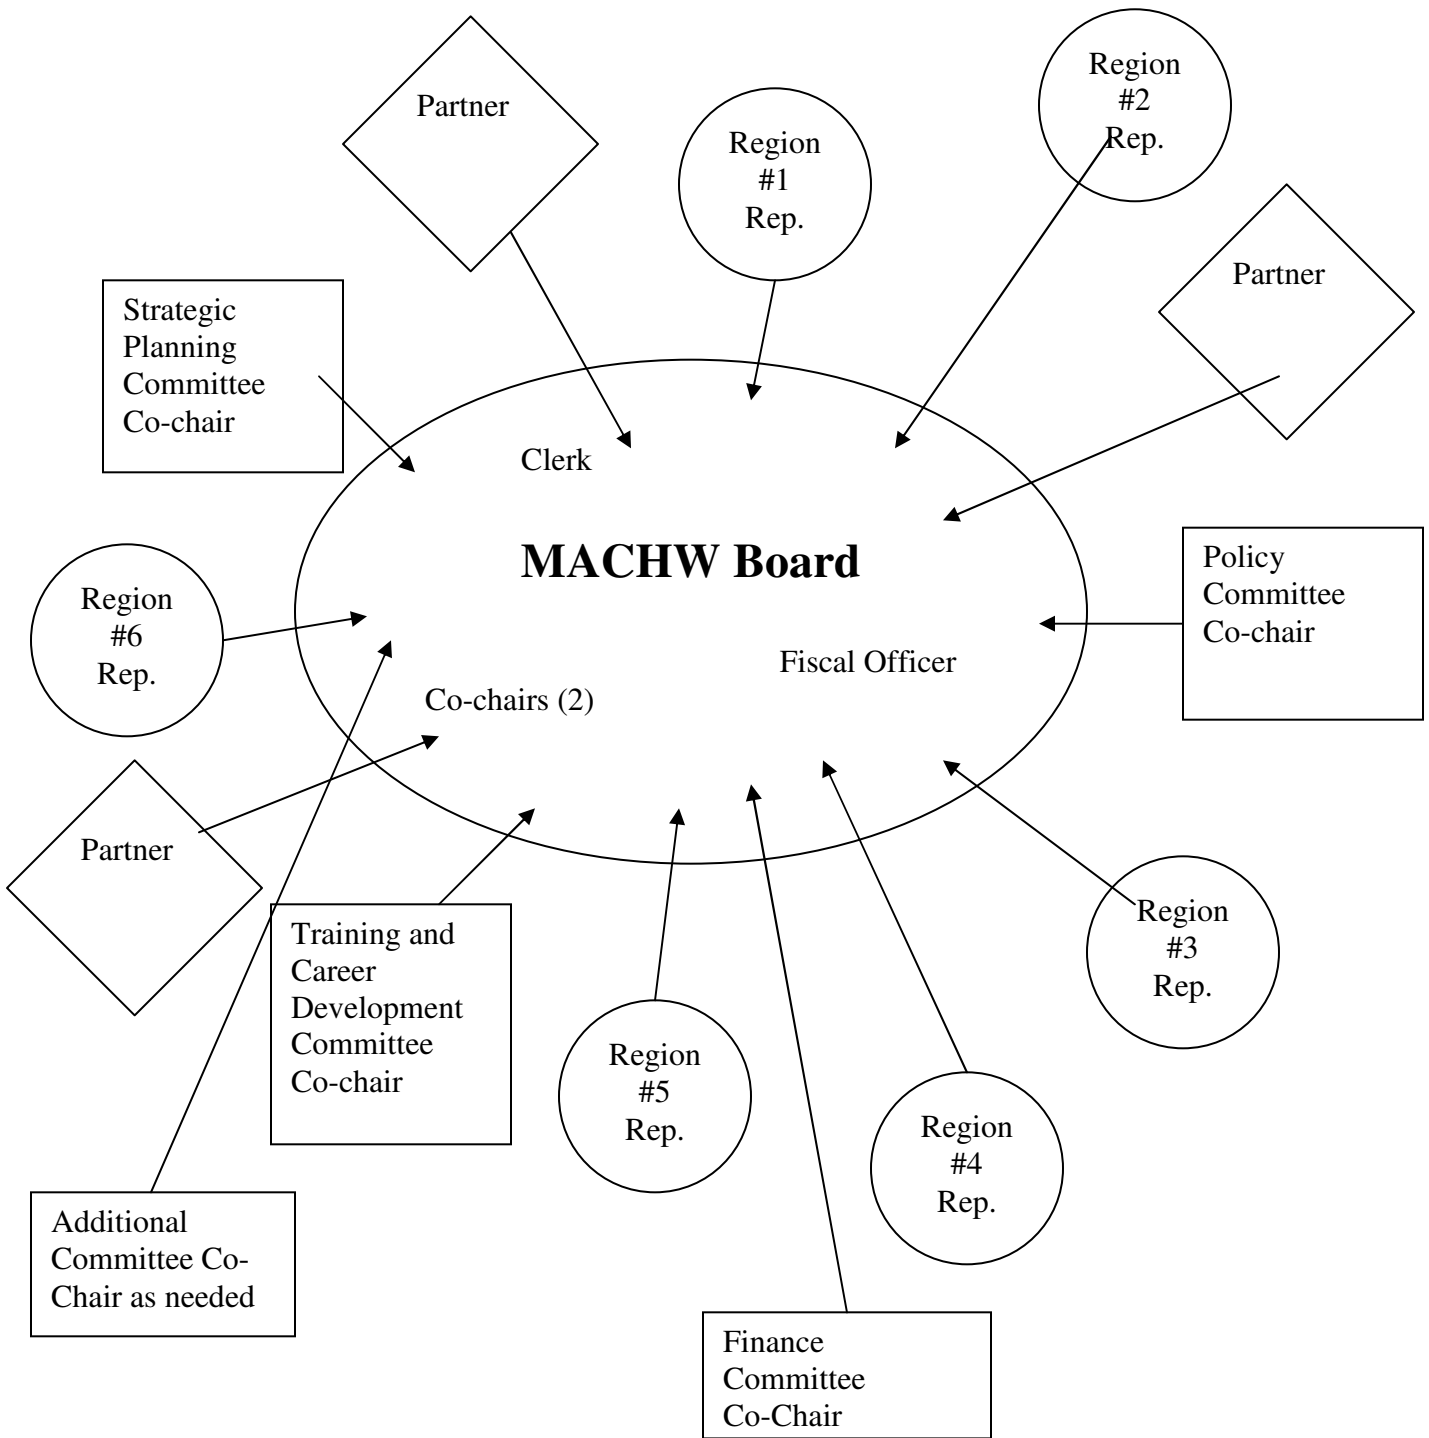 Partner
Region
#1
Rep.
Region
#2
Rep.
Partner
Strategic
Planning
Committee
Co-chair
Clerk
MACHW Board
Policy
Committee
Co-chair
Region
#6
Rep.
Fiscal Officer
Co-chairs (2)
Partner
Training and
Career
Development
Committee
Co-chair
Region
#5
Rep.
Region
#4
Rep.
Region
#3
Rep.
Additional
Committee Co-
Chair as needed
Finance
Committee
Co-Chair